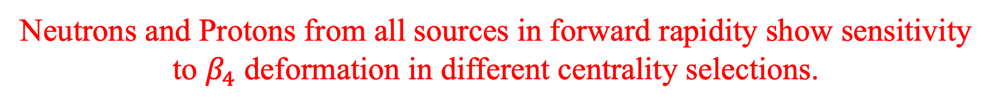 Neutrons and Protons from all sources in forward rapidity show sensitivity
to β₄ deformation in different centrality selections.